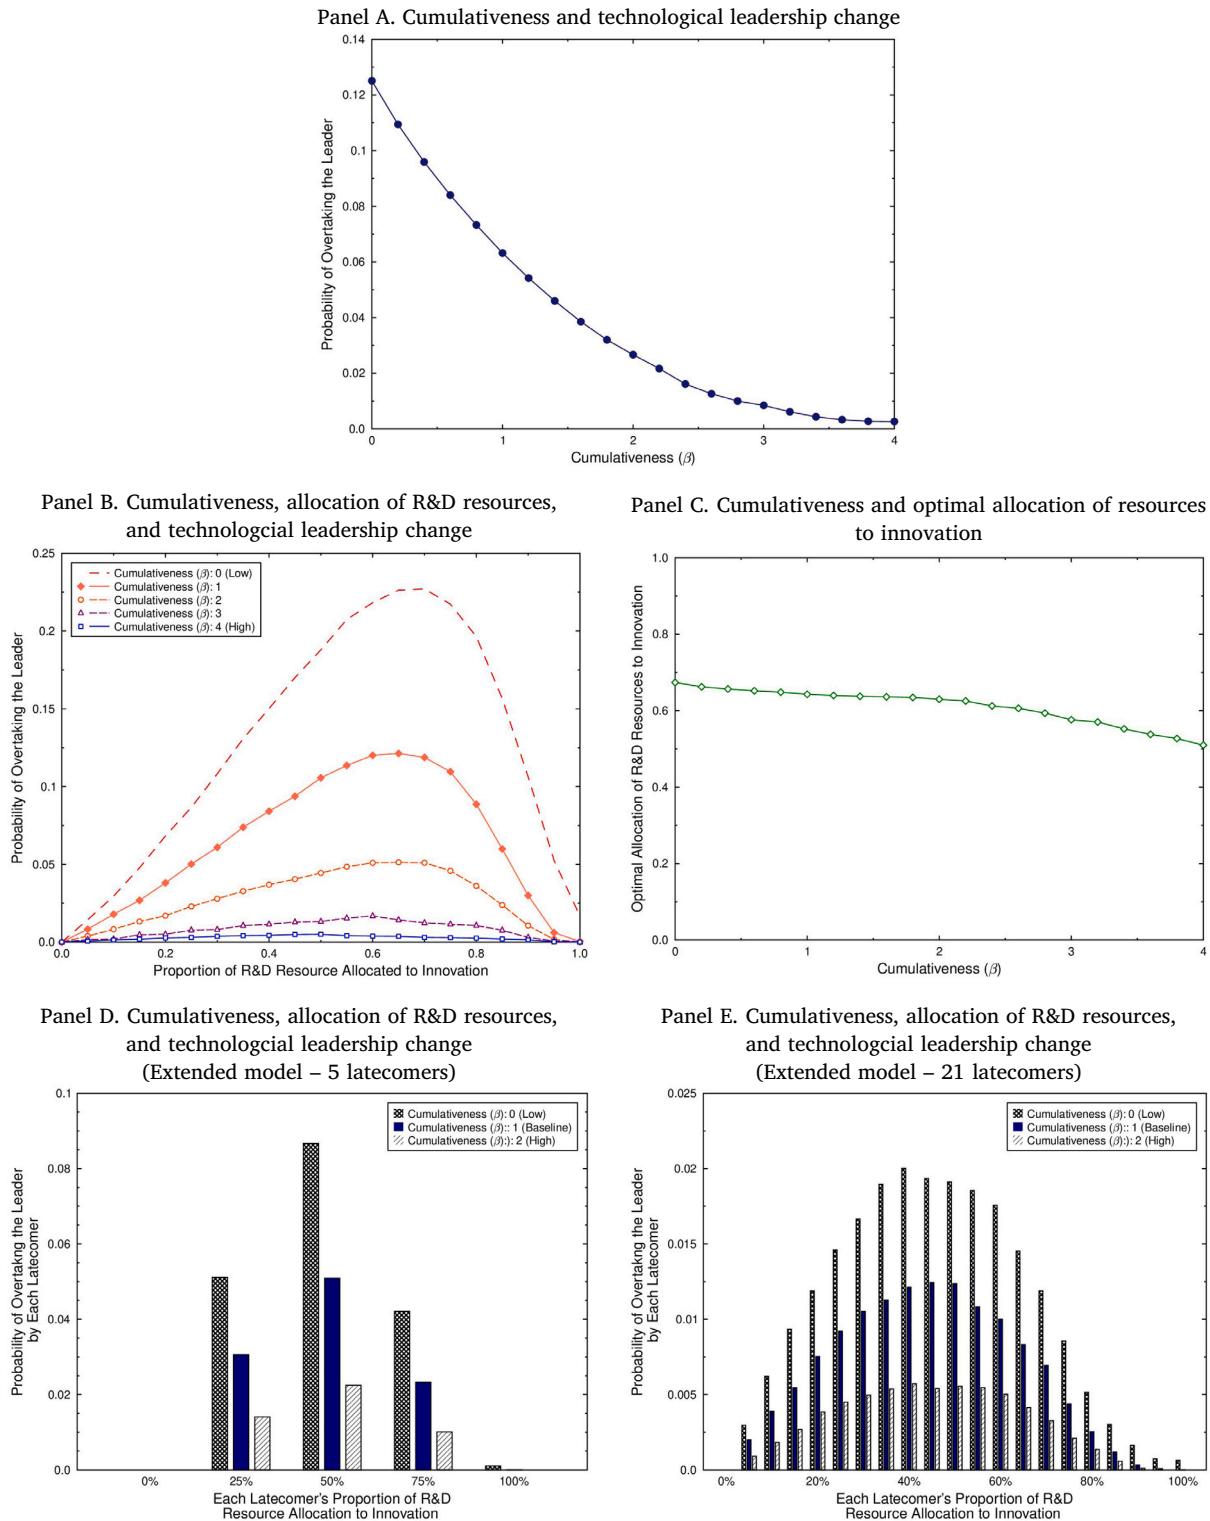 Panel A. Cumulativeness and technological leadership change
0.14
0.12
0.1
0.08
0.06
0.04
0.02
0.0
Probability of Overtaking the Leader
0 1 2 3 4
Cumulativeness (β)
Panel B. Cumulativeness, allocation of R&D resources,
and technologcial leadership change
0.25
0.2
0.15
0.1
0.05
0.0
Probability of Overtaking the Leader
Cumulativeness (β): 0 (Low)
Cumulativeness (β): 1
Cumulativeness (β): 2
Cumulativeness (β): 3
Cumulativeness (β): 4 (High)
0.0 0.2 0.4 0.6 0.8 1.0
Proportion of R&D Resource Allocated to Innovation
Panel C. Cumulativeness and optimal allocation of resources
to innovation
1.0
0.8
0.6
0.4
0.2
0.0
Optimal Allocation of R&D Resources to Innovation
0 1 2 3 4
Cumulativeness (β)
Panel D. Cumulativeness, allocation of R&D resources,
and technologcial leadership change
(Extended model – 5 latecomers)
0.1
0.08
0.06
0.04
0.02
0.0
Probability of Overtakng the Leader
by Each Latecomer
Cumulativeness (β): 0 (Low)
Cumulativeness (β):: 1 (Baseline)
Cumulativeness (β):): 2 (High)
0% 25% 50% 75% 100%
Each Latecomer's Proportion of R&D
Resource Allocation to Innovation
Panel E. Cumulativeness, allocation of R&D resources,
and technologcial leadership change
(Extended model – 21 latecomers)
0.025
0.02
0.015
0.01
0.005
0.0
Probability of Overtakng the Leader
by Each Latecomer
Cumulativeness (β): 0 (Low)
Cumulativeness (β):: 1 (Baseline)
Cumulativeness (β):): 2 (High)
0% 20% 40% 60% 80% 100%
Each Latecomer's Proportion of R&D
Resource Allocation to Innovation